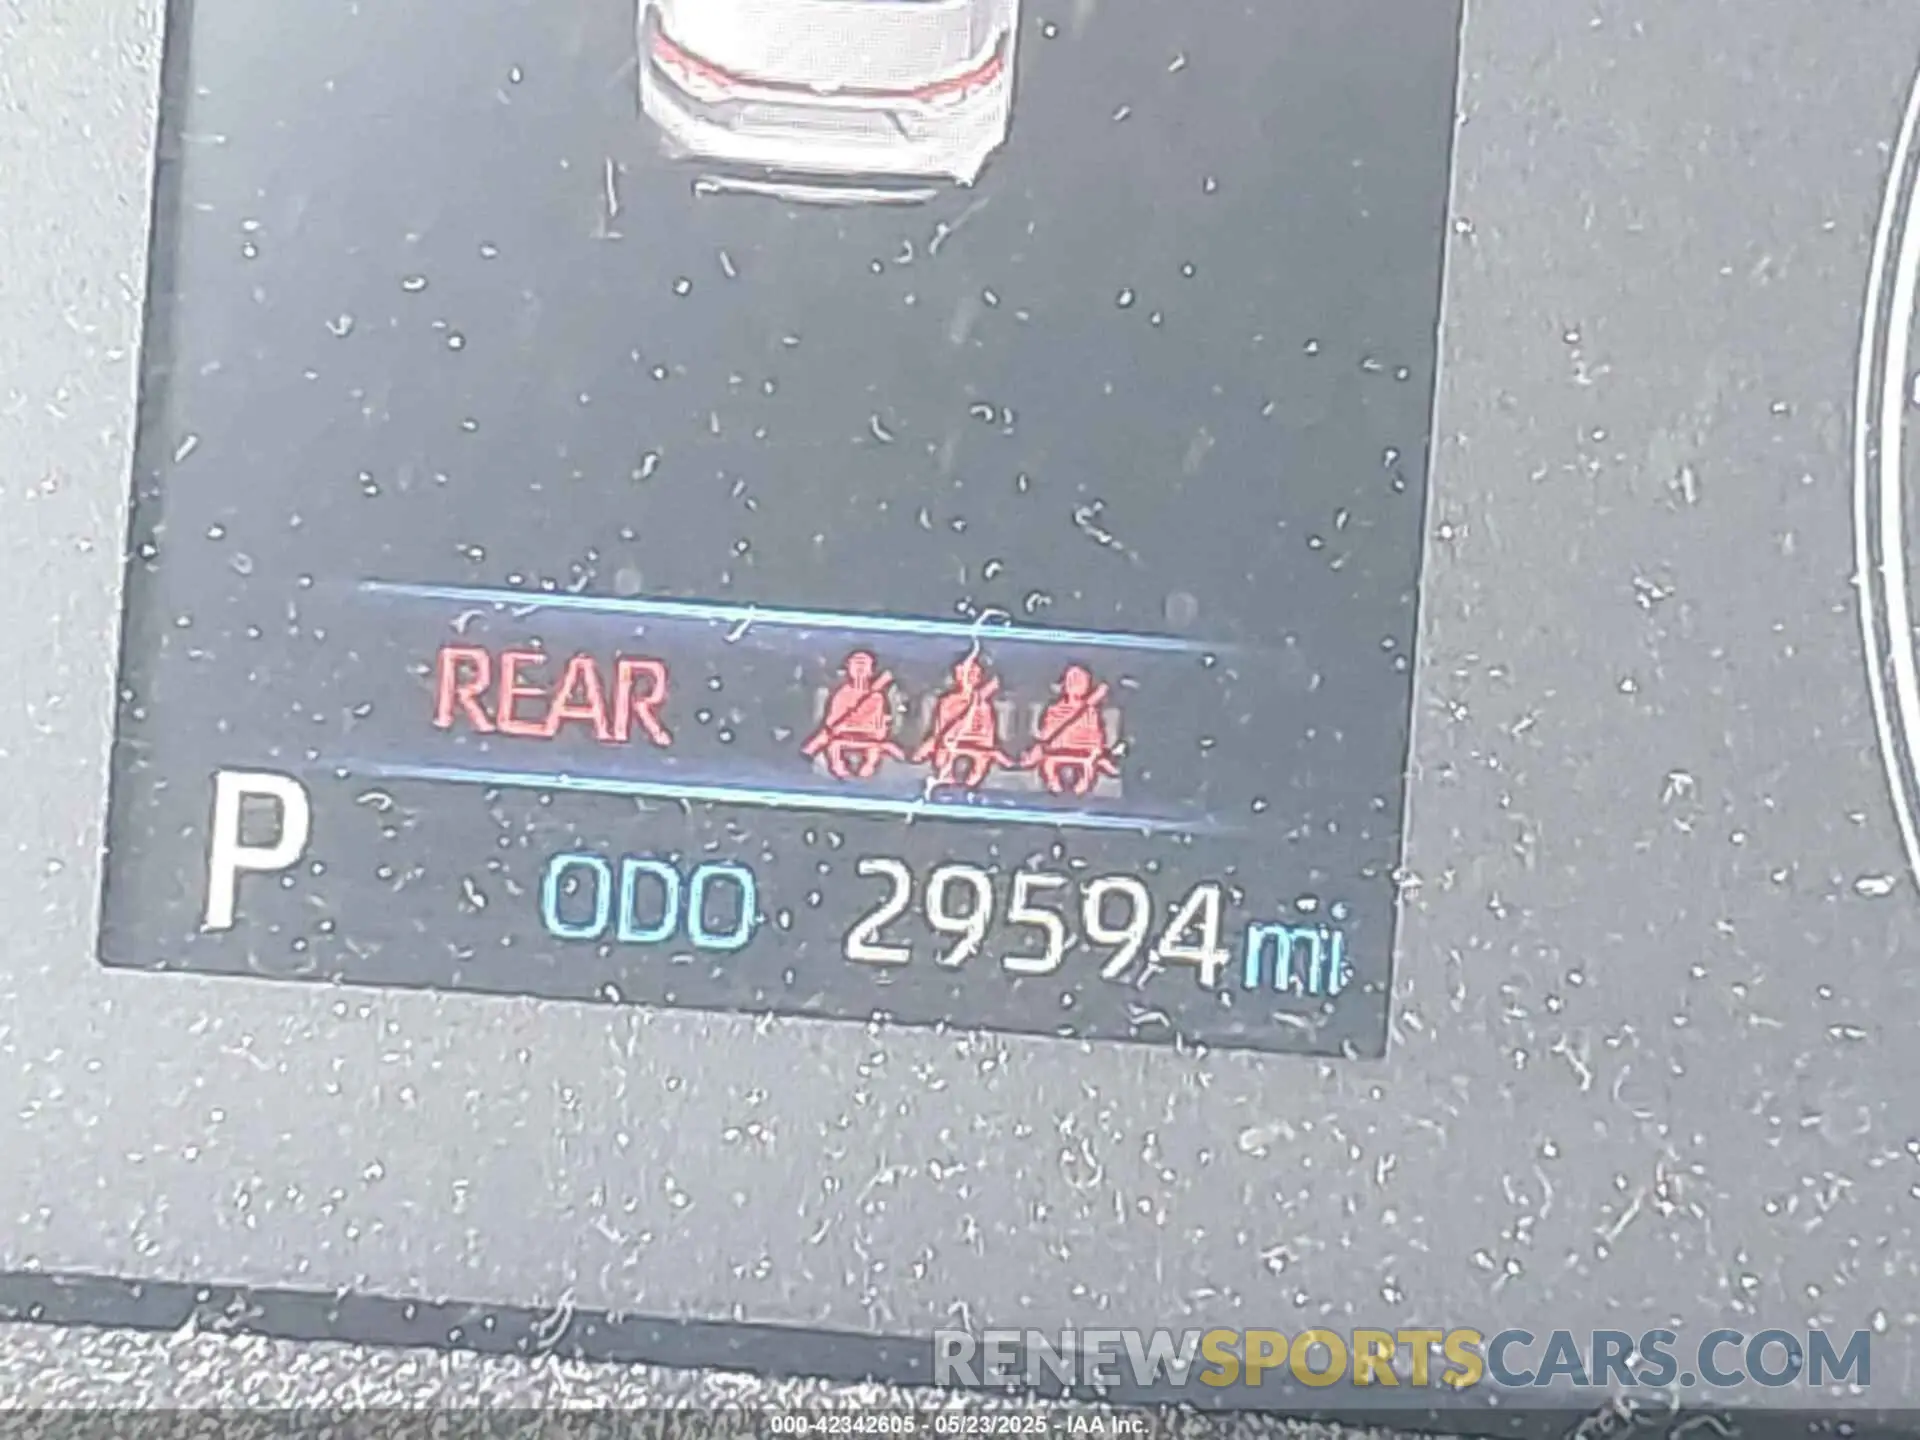 REAR
P ODO 29594 mi
RENEWSPORTSCARS.COM
000-42342605 - 05/23/2025 - IAA Inc.